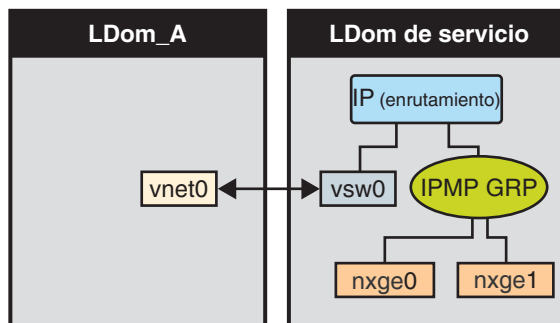 LDom_A
LDom de servicio
IP (enrutamiento)
vnet0
vsw0
IPMP GRP
nxge0
nxge1